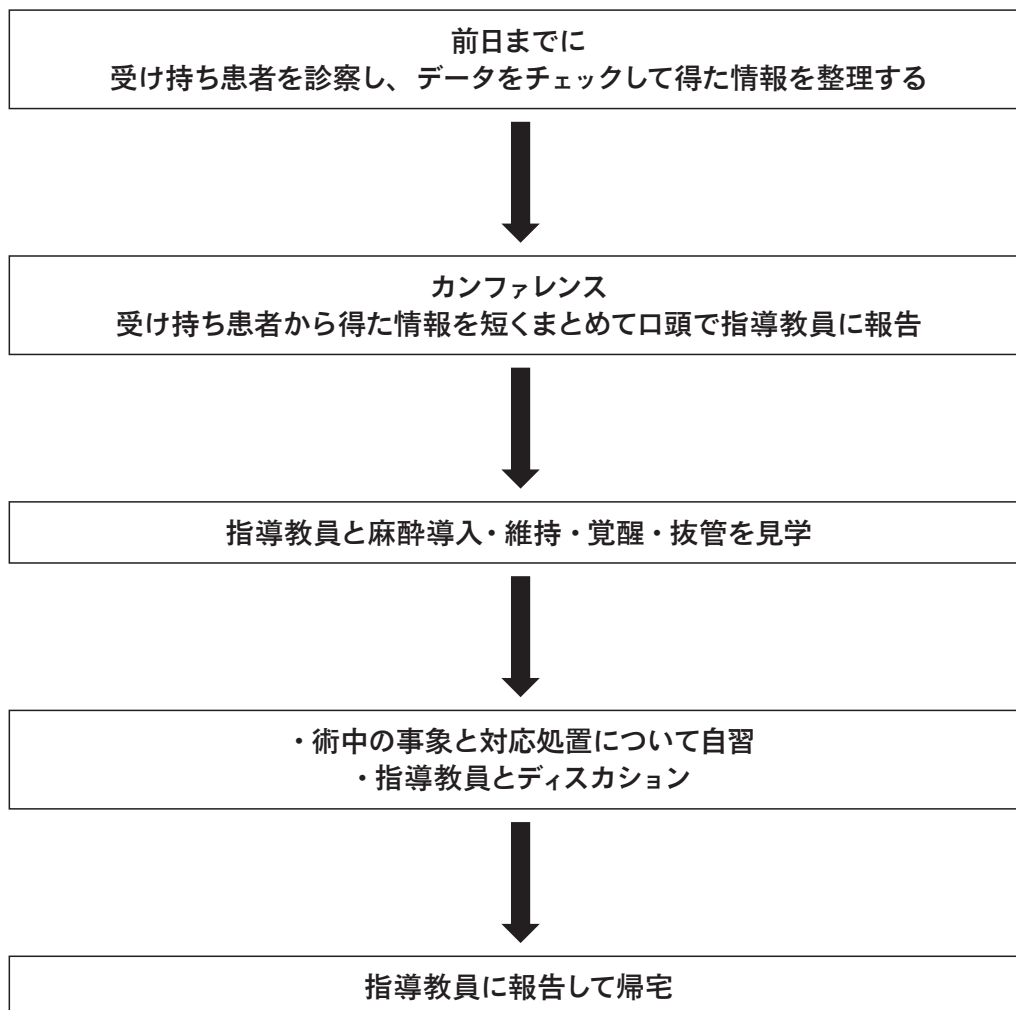 前日までに
受け持ち患者を診察し、データをチェックして得た情報を整理する
カンファレンス
受け持ち患者から得た情報を短くまとめて口頭で指導教員に報告
指導教員と麻酔導入・維持・覚醒・抜管を見学
・術中の事象と対応処置について自習
・指導教員とディスカション
指導教員に報告して帰宅